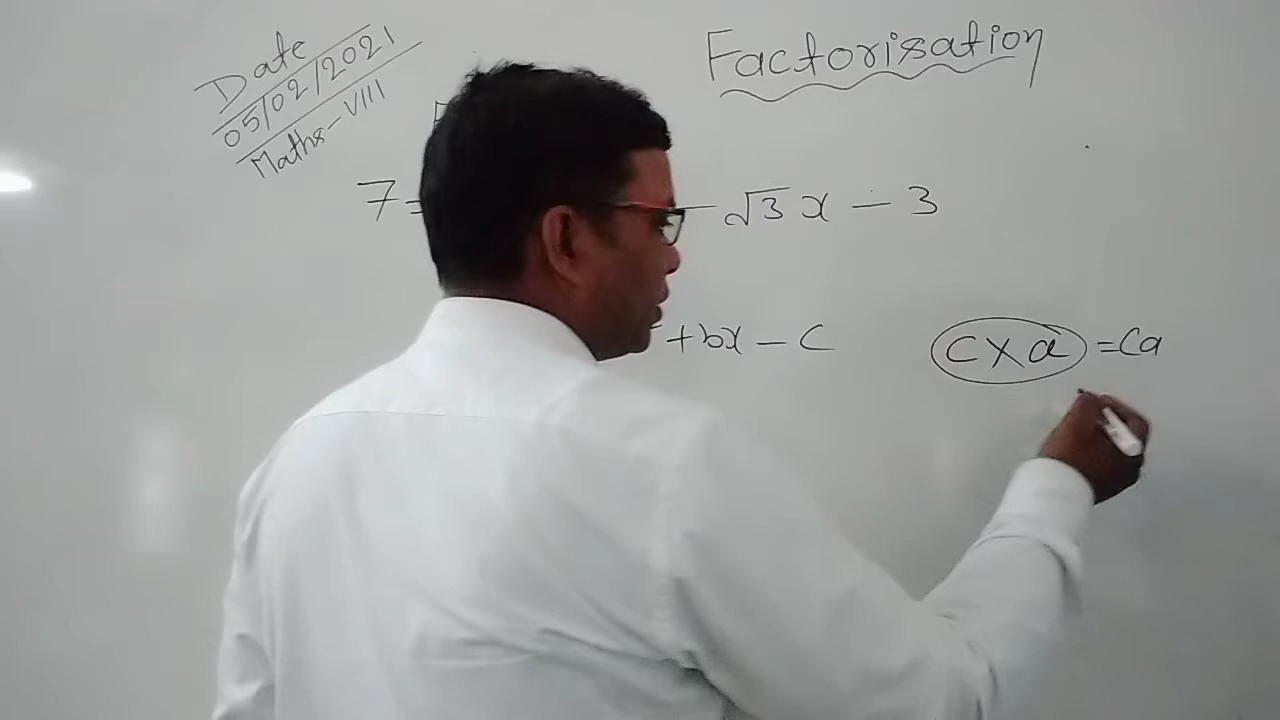 Date
05/02/2021
Maths-VIII
Factorisation
7= - √3 x - 3
+bx - C
C X a = Ca